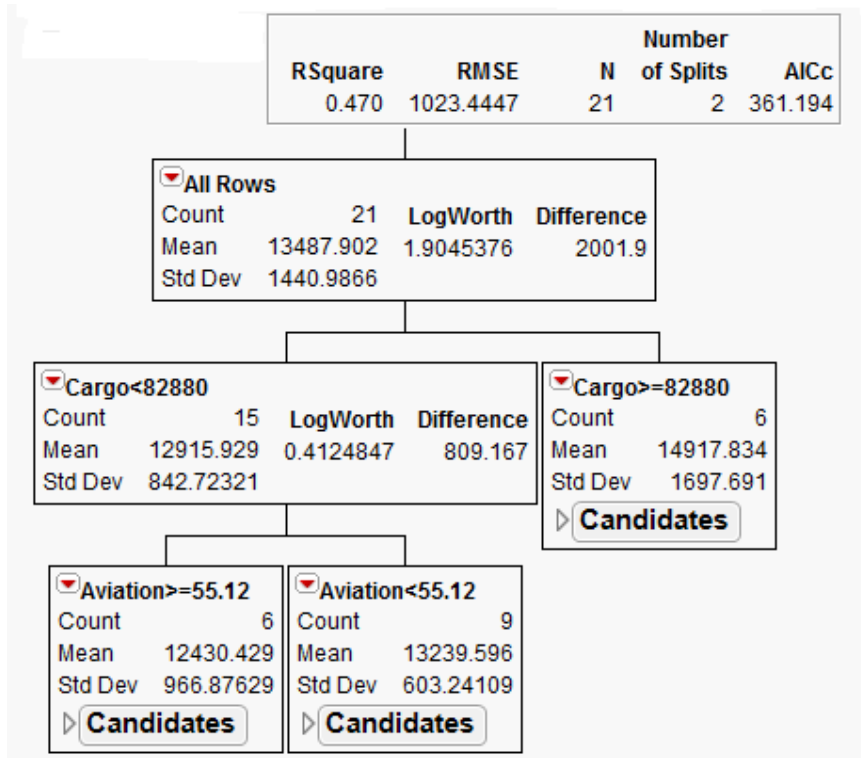 Number
RSquare RMSE N of Splits AICc
0.470 1023.4447 21 2 361.194
All Rows
Count 21 LogWorth Difference
Mean 13487.902 1.9045376 2001.9
Std Dev 1440.9866
Cargo<82880
Count 15 LogWorth Difference
Mean 12915.929 0.4124847 809.167
Std Dev 842.72321
Cargo>=82880
Count 6
Mean 14917.834
Std Dev 1697.691
Candidates
Aviation>=55.12
Count 6
Mean 12430.429
Std Dev 966.87629
Candidates
Aviation<55.12
Count 9
Mean 13239.596
Std Dev 603.24109
Candidates